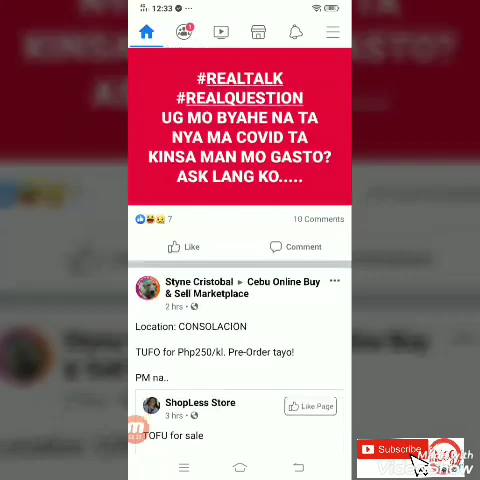 12:33
#REALTALK
#REALQUESTION
UG MO BYAHE NA TA
NYA MA COVID TA
KINSA MAN MO GASTO?
ASK LANG KO.....
7
10 Comments
Like
Comment
Styne Cristobal ▸ Cebu Online Buy
& Sell Marketplace
2 hrs
Location: CONSOLACION
TUFO for Php250/kl. Pre-Order tayo!
PM na..
ShopLess Store
3 hrs
Like Page
TOFU for sale
Subscribe